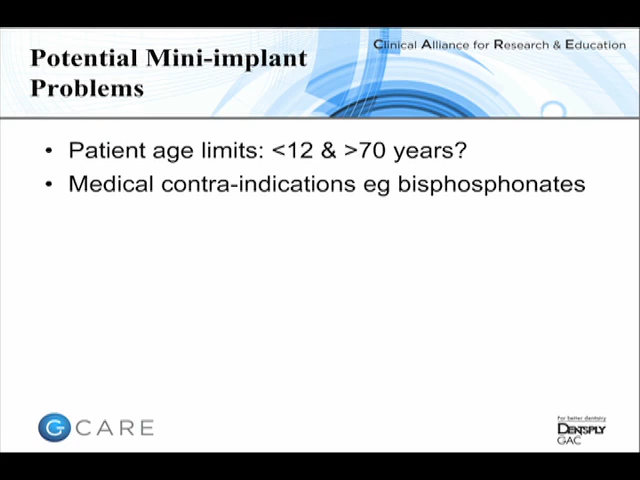 Clinical Alliance for Research & Education
Potential Mini-implant
Problems
• Patient age limits: <12 & >70 years?
• Medical contra-indications eg bisphosphonates
G CARE
For better dentistry
DENTSPLY
GAC